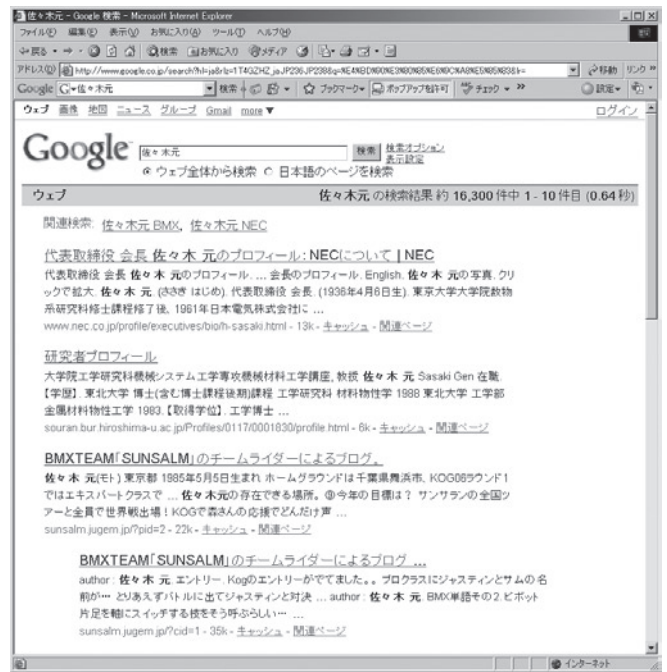 佐々木元 - Google 検索 - Microsoft Internet Explorer
ファイル(F) 編集(E) 表示(V) お気に入り(A) ツール(T) ヘルプ(H)
戻る 検索 お気に入り メディア
アドレス(D) 移動 リンク »
Google 佐々木元 検索 ブックマーク ポップアップを許可 チェック » 設定
ウェブ 画像 地図 ニュース グループ Gmail more ▼ ログイン
Google 佐々木元 検索 検索オプション
表示設定
ウェブ全体から検索 日本語のページを検索
ウェブ 佐々木元 の検索結果 約 16,300 件中 1 - 10 件目 (0.64 秒)
関連検索: 佐々木元 BMX, 佐々木元 NEC
代表取締役 会長 佐々木 元のプロフィール: NECについて | NEC
代表取締役 会長 佐々木 元のプロフィール. ... 会長のプロフィール. English. 佐々木 元の写真. クリ
ックで拡大. 佐々木 元. (ささき はじめ). 代表取締役 会長. (1936年4月6日生). 東京大学大学院数物
系研究科修士課程修了後、1961年日本電気株式会社に ...
www.nec.co.jp/profile/executives/bio/h-sasaki.html - 13k - キャッシュ - 関連ページ
研究者プロフィール
大学院工学研究科機械システム工学専攻機械材料工学講座, 教授 佐々木 元 Sasaki Gen 在職.
【学歴】. 東北大学 博士(含む博士課程後期)課程 工学研究科 材料物性学 1988 東北大学 工学部
金属材料物性工学 1983. 【取得学位】. 工学博士 ...
souran.bur.hiroshima-u.ac.jp/Profiles/0117/0001830/profile.html - 6k - キャッシュ - 関連ページ
BMXTEAM「SUNSALM」のチームライダーによるブログ。
佐々木 元(モト) 東京都 1985年5月5日生まれ ホームグラウンドは千葉県舞浜市、KOG06ラウンド1
ではエキスパートクラスで ... 佐々木元の存在できる場所。 ③今年の目標は? サンサランの全国ツ
アーと全員で世界戦出場!KOGで森さんの応援でどんだけ声 ...
sunsalm.jugem.jp/?pid=2 - 22k - キャッシュ - 関連ページ
BMXTEAM「SUNSALM」のチームライダーによるブログ ...
author : 佐々木 元 エントリー. Kogのエントリーがでてました。。 プロクラスにジャスティンとサムの名
前が… とりあえずバトルに出てジャスティンと対決 ... author : 佐々木 元. BMX単語その2.ピボット
片足を軸にスイッチする技をそう呼ぶらしい… ...
sunsalm.jugem.jp/?cid=1 - 35k - キャッシュ - 関連ページ
インターネット